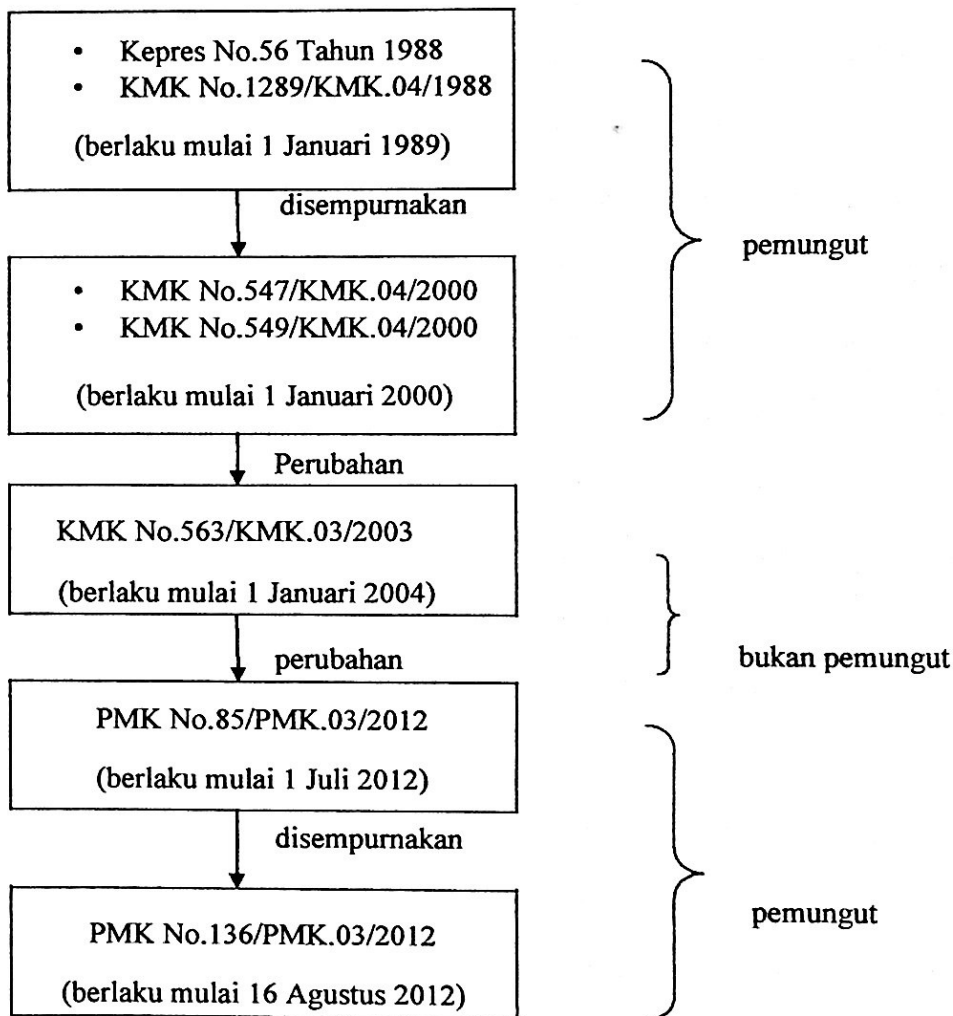 • Kepres No.56 Tahun 1988
• KMK No.1289/KMK.04/1988
(berlaku mulai 1 Januari 1989)
disempurnakan
pemungut
• KMK No.547/KMK.04/2000
• KMK No.549/KMK.04/2000
(berlaku mulai 1 Januari 2000)
Perubahan
KMK No.563/KMK.03/2003
(berlaku mulai 1 Januari 2004)
perubahan
bukan pemungut
PMK No.85/PMK.03/2012
(berlaku mulai 1 Juli 2012)
disempurnakan
pemungut
PMK No.136/PMK.03/2012
(berlaku mulai 16 Agustus 2012)